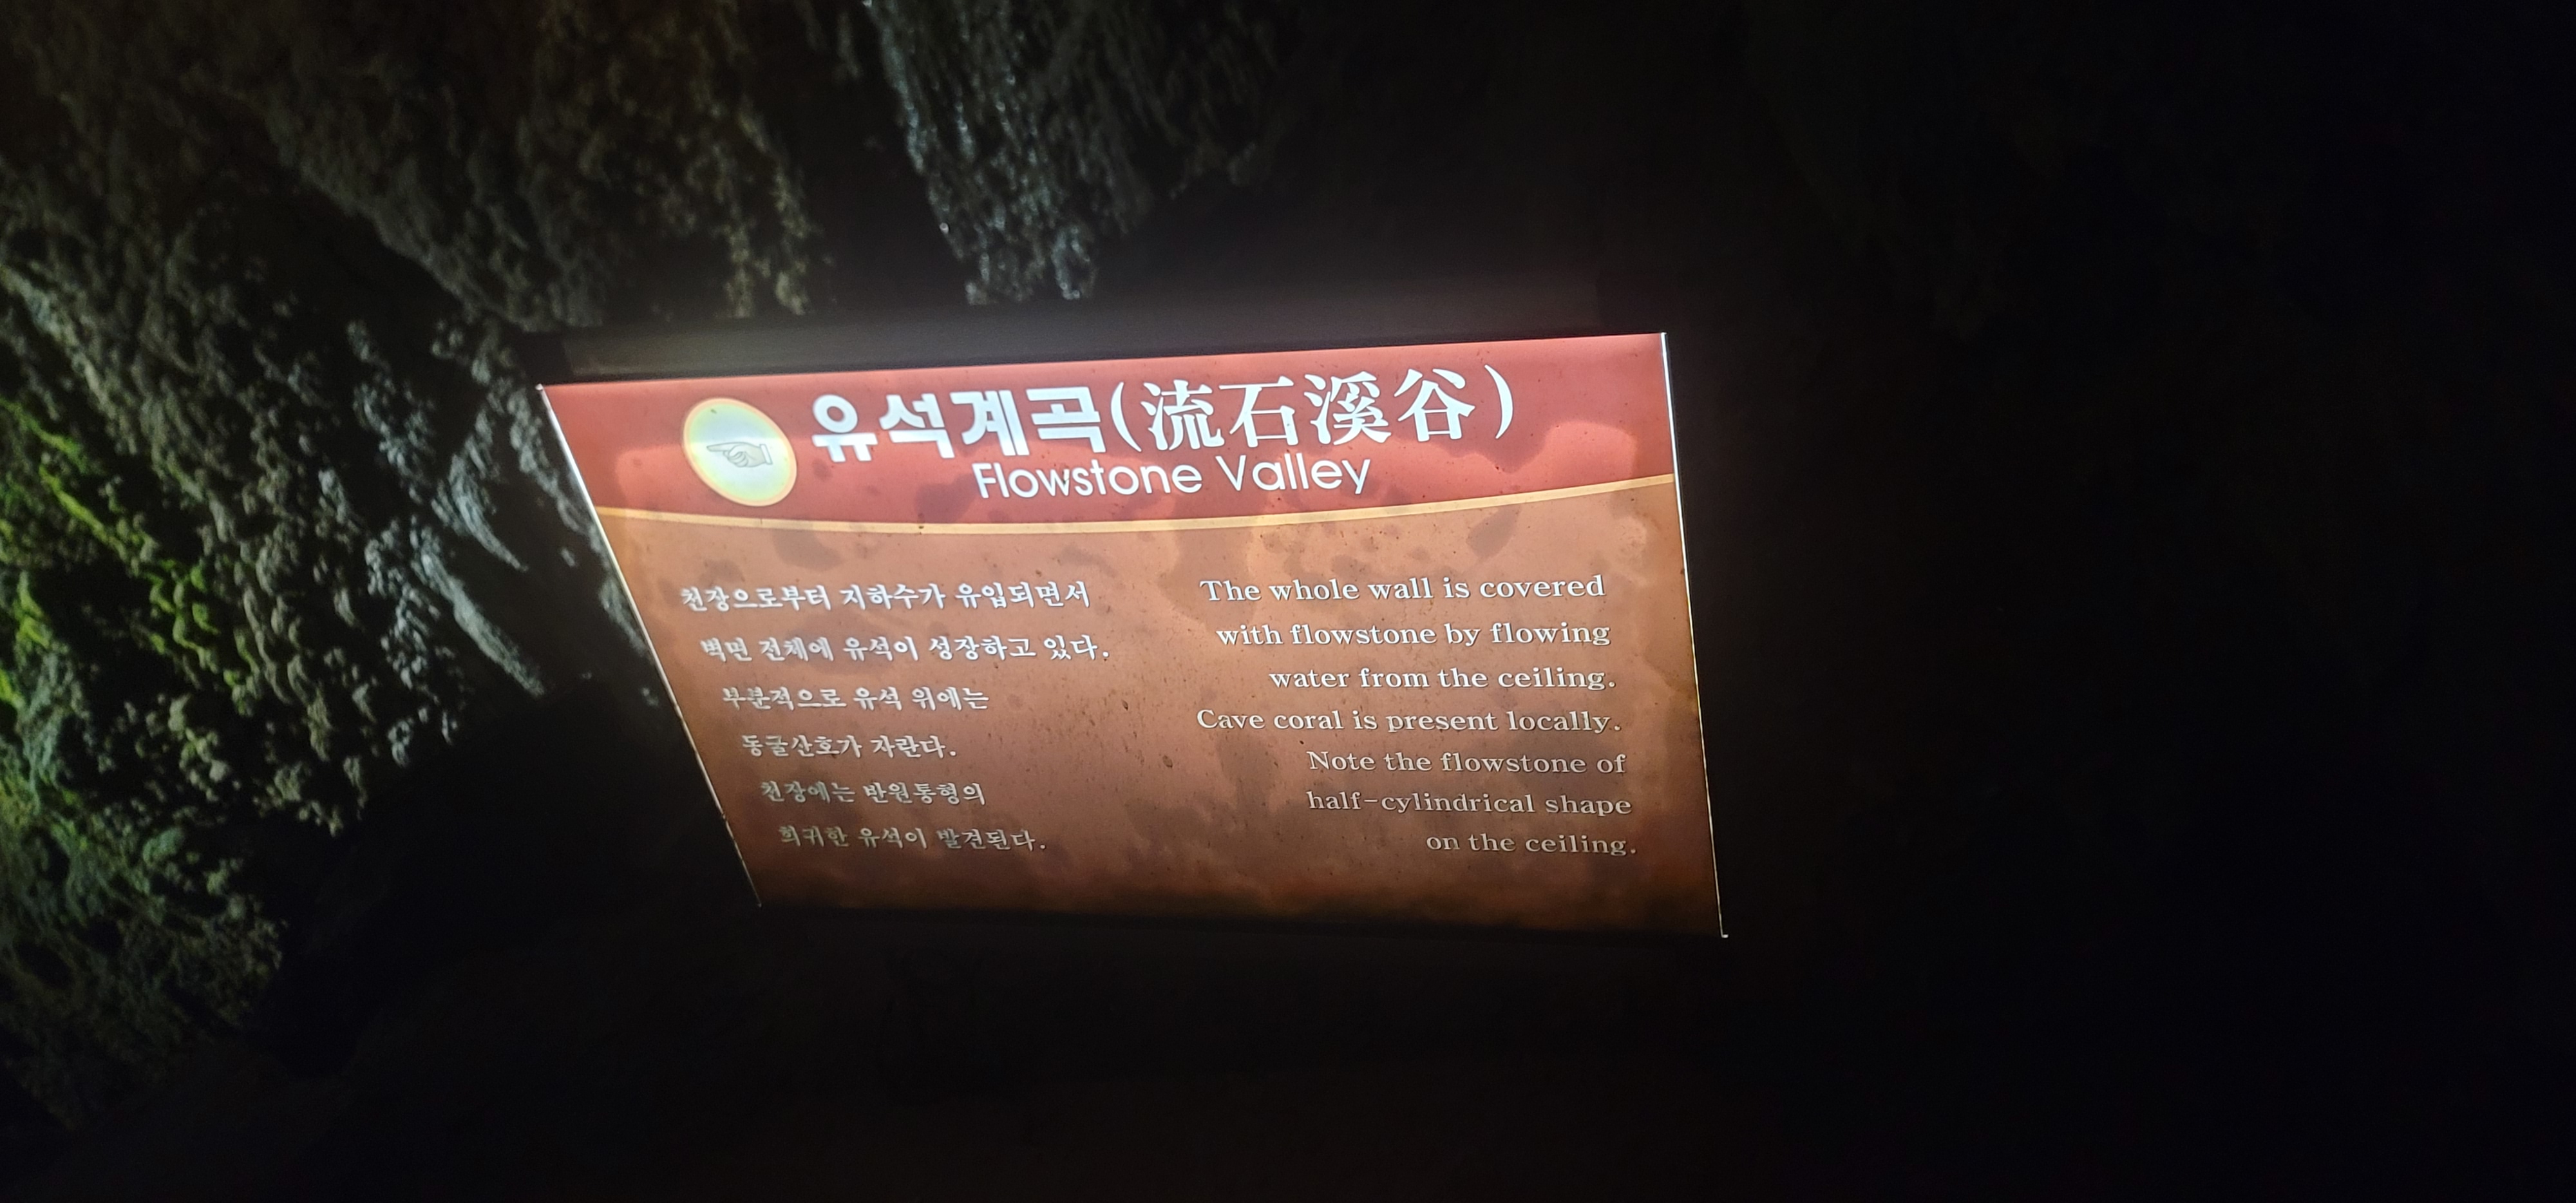 유석계곡(流石溪谷)
Flowstone Valley
천장으로부터 지하수가 유입되면서
벽면 전체에 유석이 성장하고 있다.
부분적으로 유석 위에는
동굴산호가 자란다.
천장에는 반원통형의
희귀한 유석이 발견된다.
The whole wall is covered
with flowstone by flowing
water from the ceiling.
Cave coral is present locally.
Note the flowstone of
half-cylindrical shape
on the ceiling.